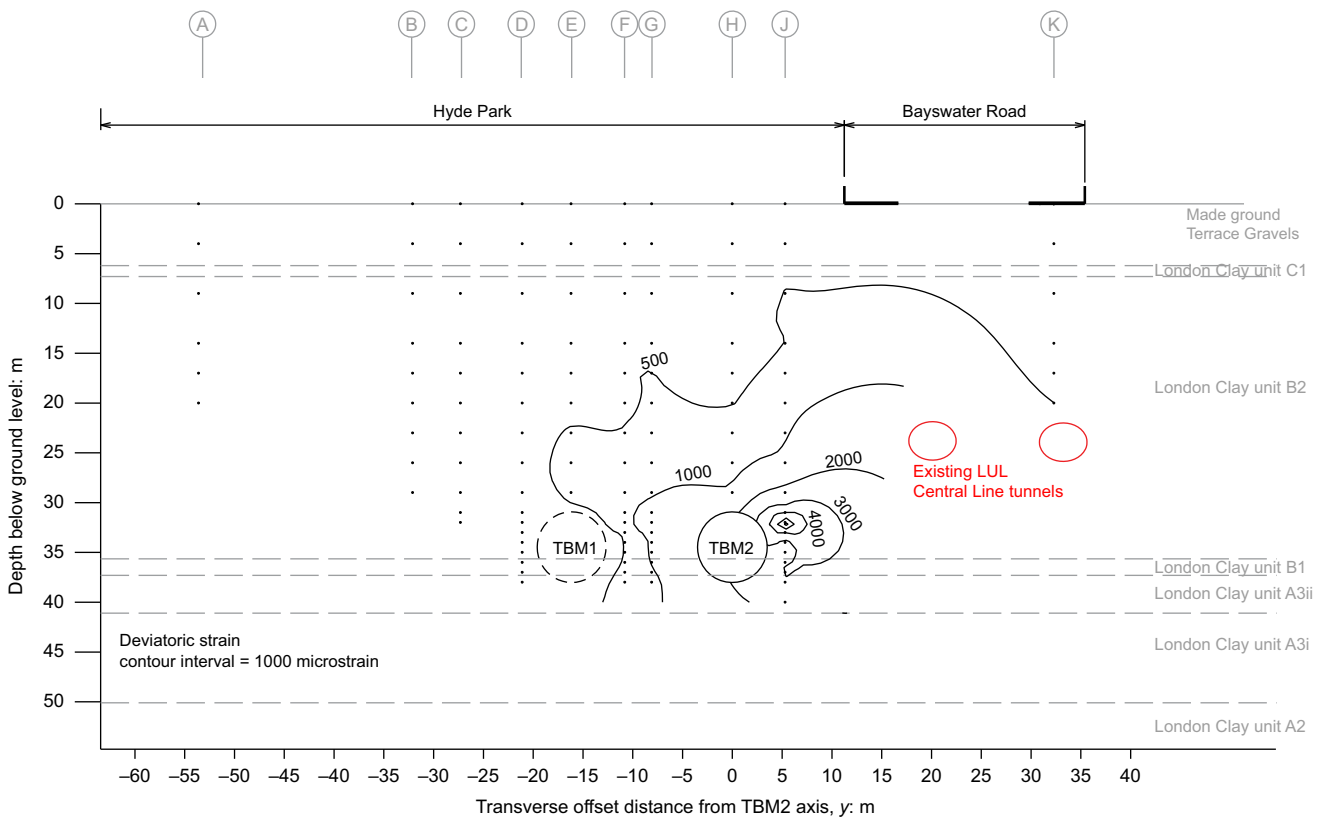 A B C D E F G H J K
Hyde Park Bayswater Road
0
Made ground
Terrace Gravels
5
London Clay unit C1
10
15
500
London Clay unit B2
20
25
2000
1000
Existing LUL
Central Line tunnels
30
3000
4000
TBM1 TBM2
35
London Clay unit B1
London Clay unit A3ii
40
Deviatoric strain
contour interval = 1000 microstrain
London Clay unit A3i
45
50
London Clay unit A2
Depth below ground level: m
–60 –55 –50 –45 –40 –35 –30 –25 –20 –15 –10 –5 0 5 10 15 20 25 30 35 40
Transverse offset distance from TBM2 axis, y: m